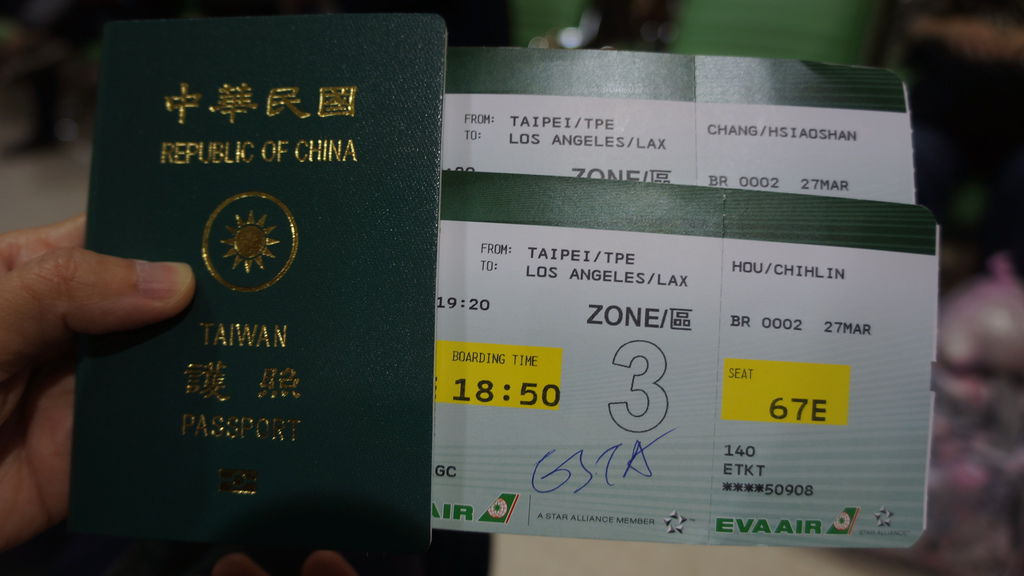 中華民國
REPUBLIC OF CHINA
TAIWAN
護照
PASSPORT
FROM: TAIPEI/TPE
TO: LOS ANGELES/LAX
ZONE/區
CHANG/HSIAOSHAN
BR 0002 27MAR
FROM: TAIPEI/TPE
TO: LOS ANGELES/LAX
19:20
ZONE/區
BOARDING TIME
18:50
3
GC
ESTA
AIR
A STAR ALLIANCE MEMBER
HOU/CHIHLIN
BR 0002 27MAR
SEAT
67E
140
ETKT
****50908
EVA AIR